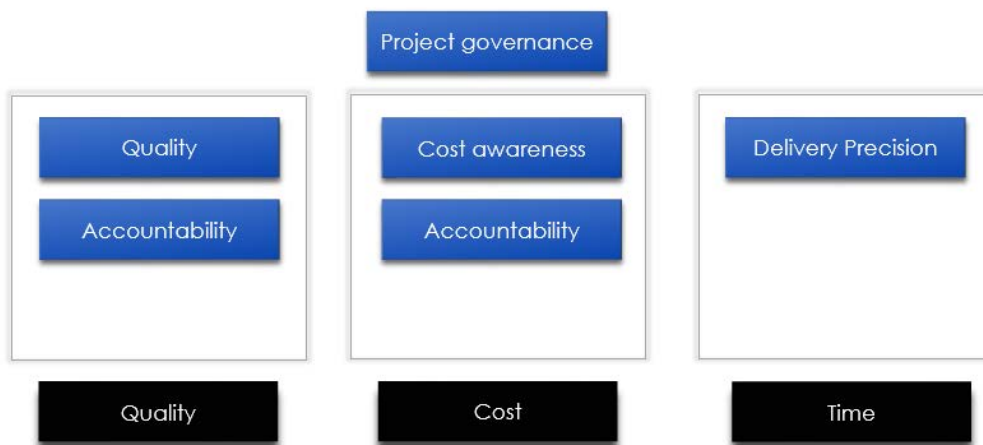 Project governance
Quality
Cost awareness
Delivery Precision
Accountability
Accountability
Quality
Cost
Time